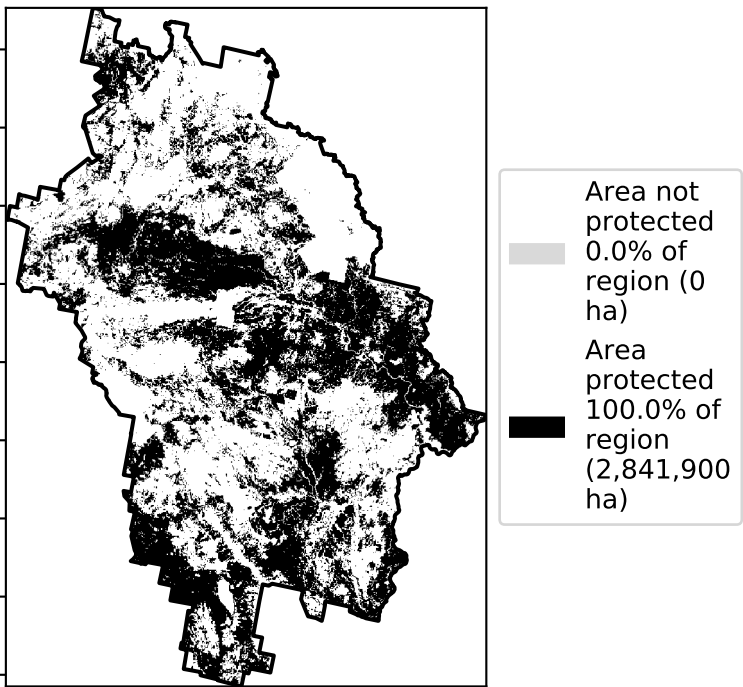 Area not
protected
0.0% of
region (0
ha)
Area
protected
100.0% of
region
(2,841,900
ha)